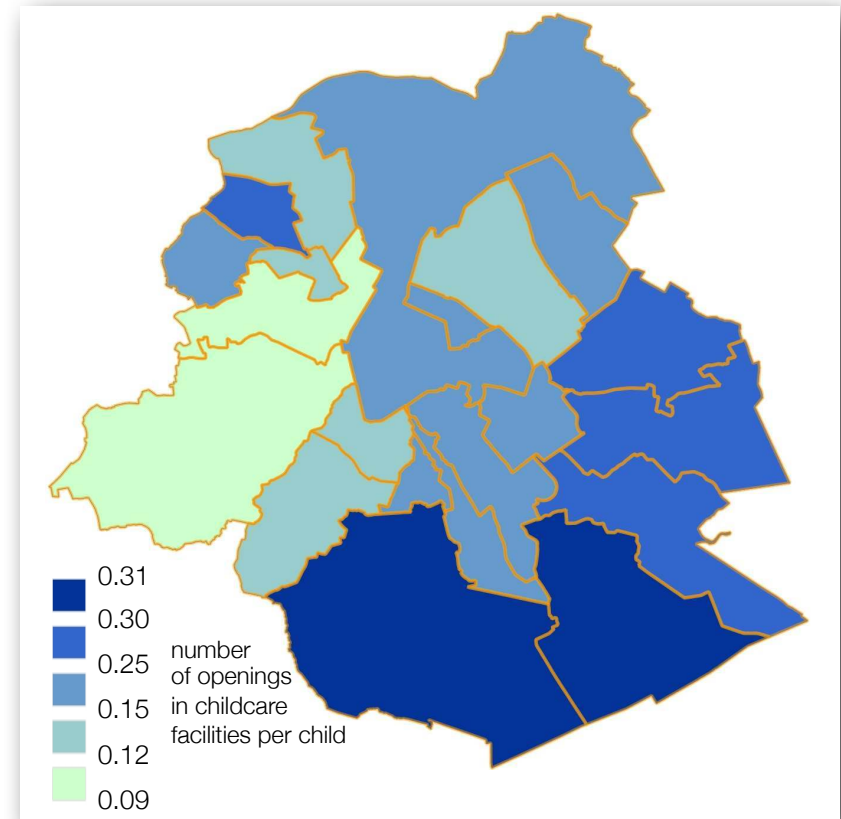 0.31
0.30
0.25
0.15
0.12
0.09
number
of openings
in childcare
facilities per child